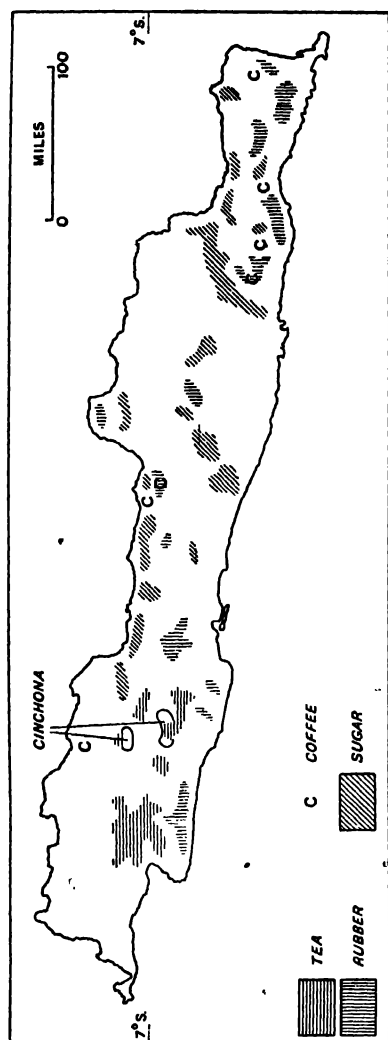 7°S.
7°S.
MILES
0 100
CINCHONA
C
C
C
C
C
TEA
C COFFEE
RUBBER
SUGAR